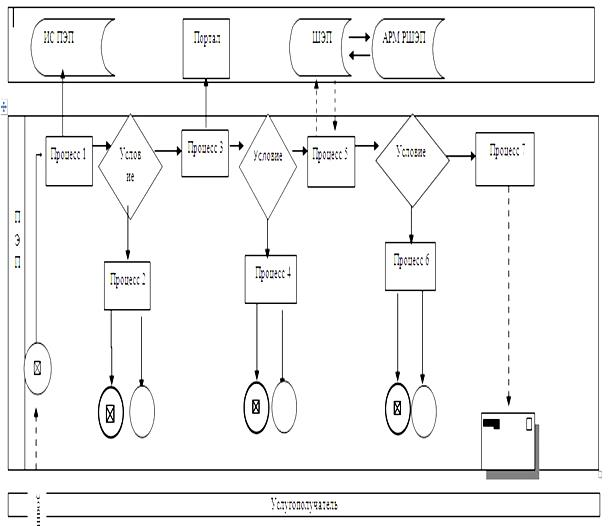 ИС ПЭП
Портал
ШЭП
АРМ РШЭП
Процесс 1
Услов
ие
Процесс 3
Условие
Процесс 5
Условие
Процесс 7
П
Э
П
Процесс 2
Процесс 4
Процесс 6
Услугополучатель